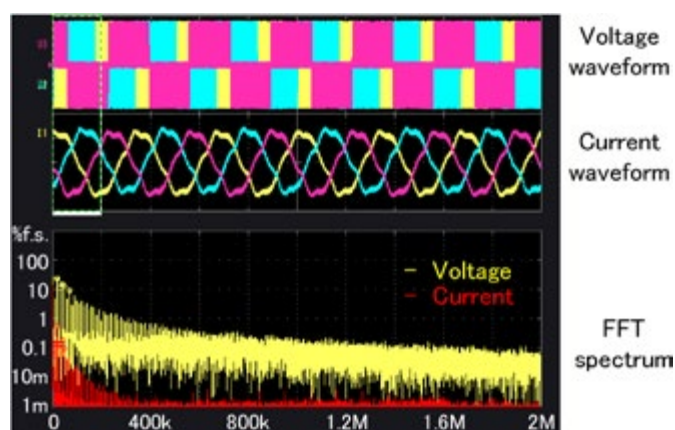 Voltage
waveform
Current
waveform
%f.s.
100
10
1
0.1
10m
1m
Voltage
Current
FFT
spectrum
0 400k 800k 1.2M 1.6M 2M